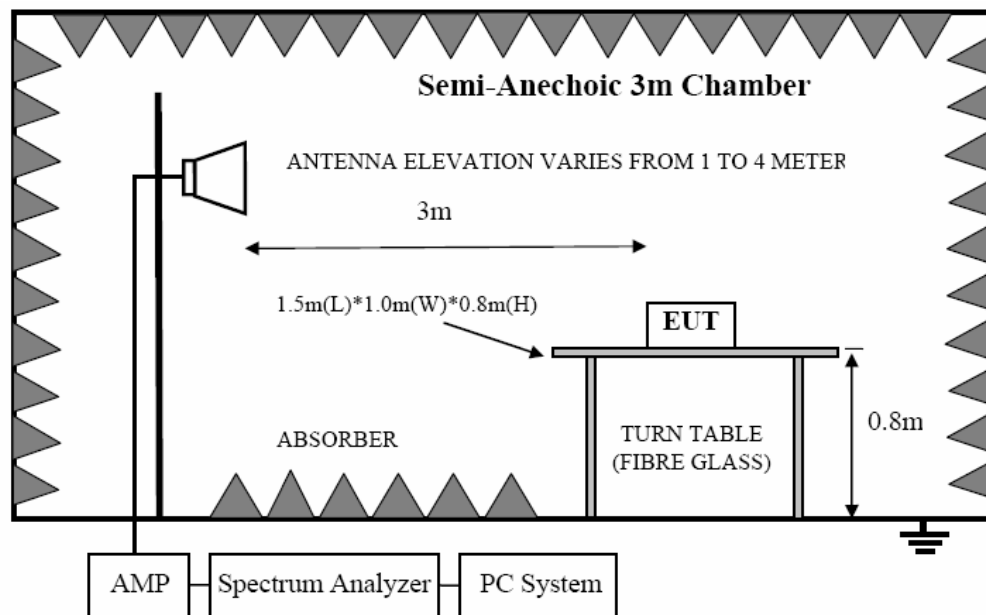 Semi-Anechoic 3m Chamber
ANTENNA ELEVATION VARIES FROM 1 TO 4 METER
3m
1.5m(L)*1.0m(W)*0.8m(H)
EUT
ABSORBER
TURN TABLE
(FIBRE GLASS)
0.8m
AMP
Spectrum Analyzer
PC System